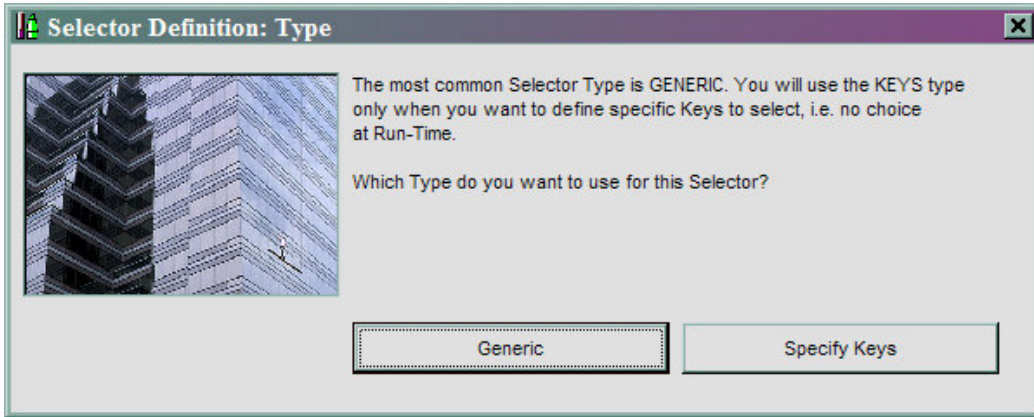 Selector Definition: Type
The most common Selector Type is GENERIC. You will use the KEYS type
only when you want to define specific Keys to select, i.e. no choice
at Run-Time.
Which Type do you want to use for this Selector?
Generic
Specify Keys